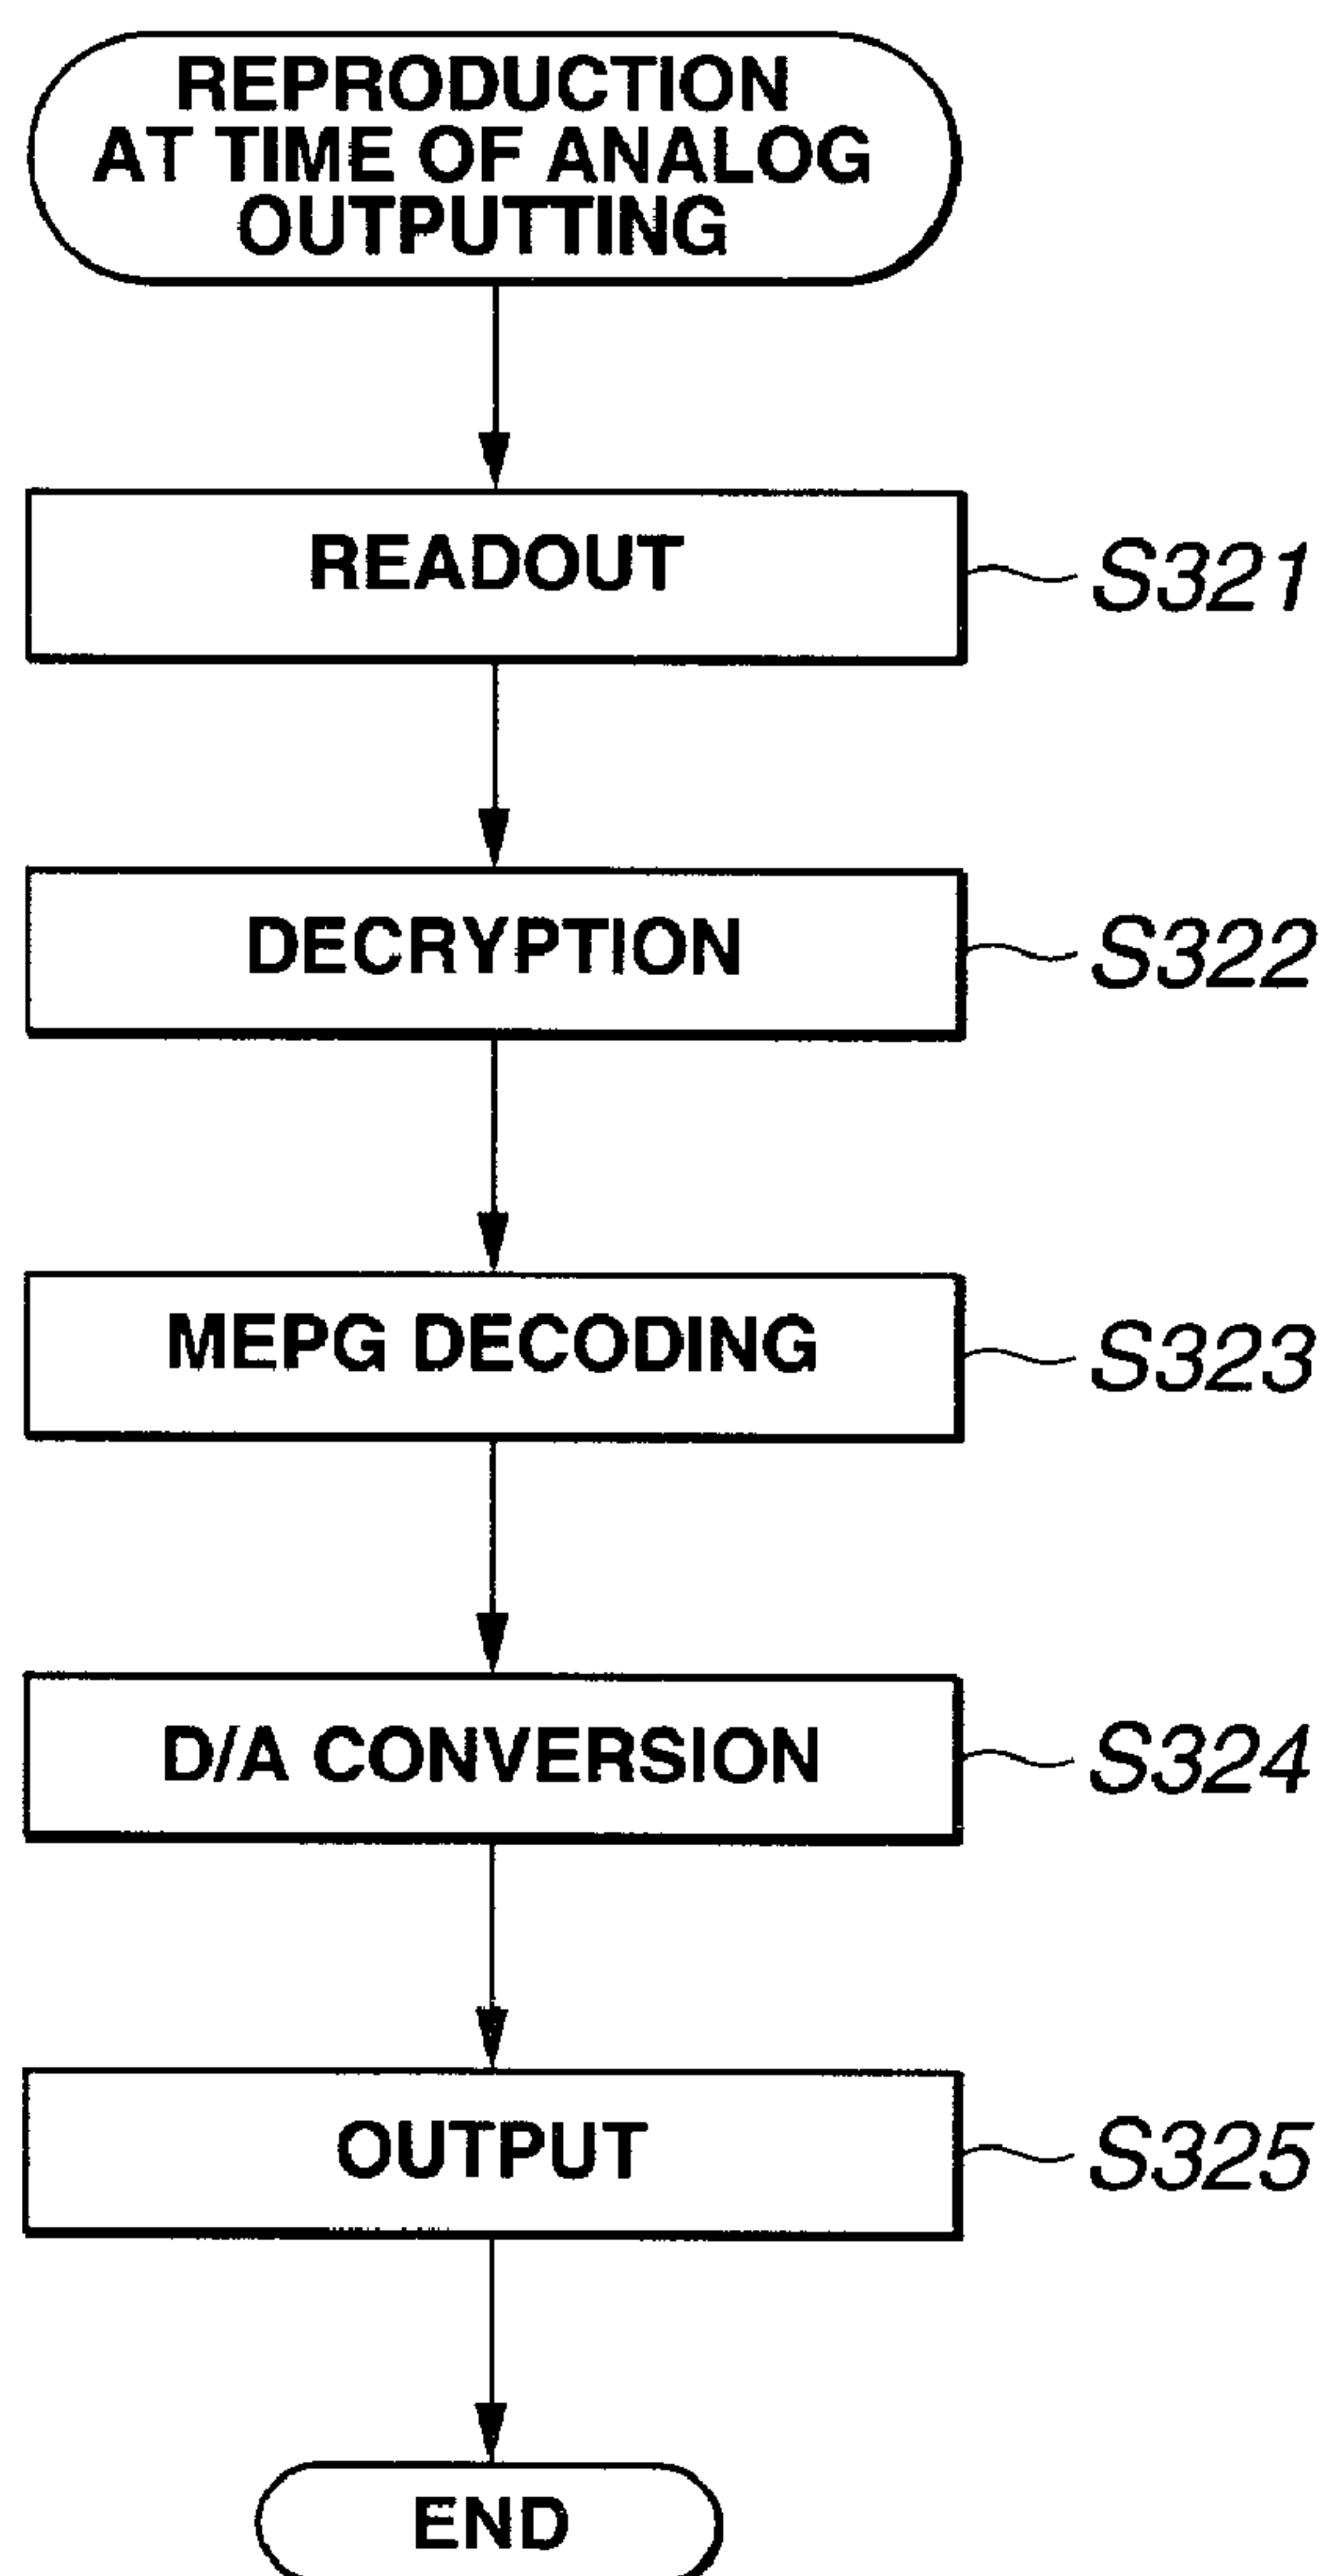 REPRODUCTION
AT TIME OF ANALOG
OUTPUTTING
READOUT
S321
DECRYPTION
S322
MEPG DECODING
S323
D/A CONVERSION
S324
OUTPUT
S325
END